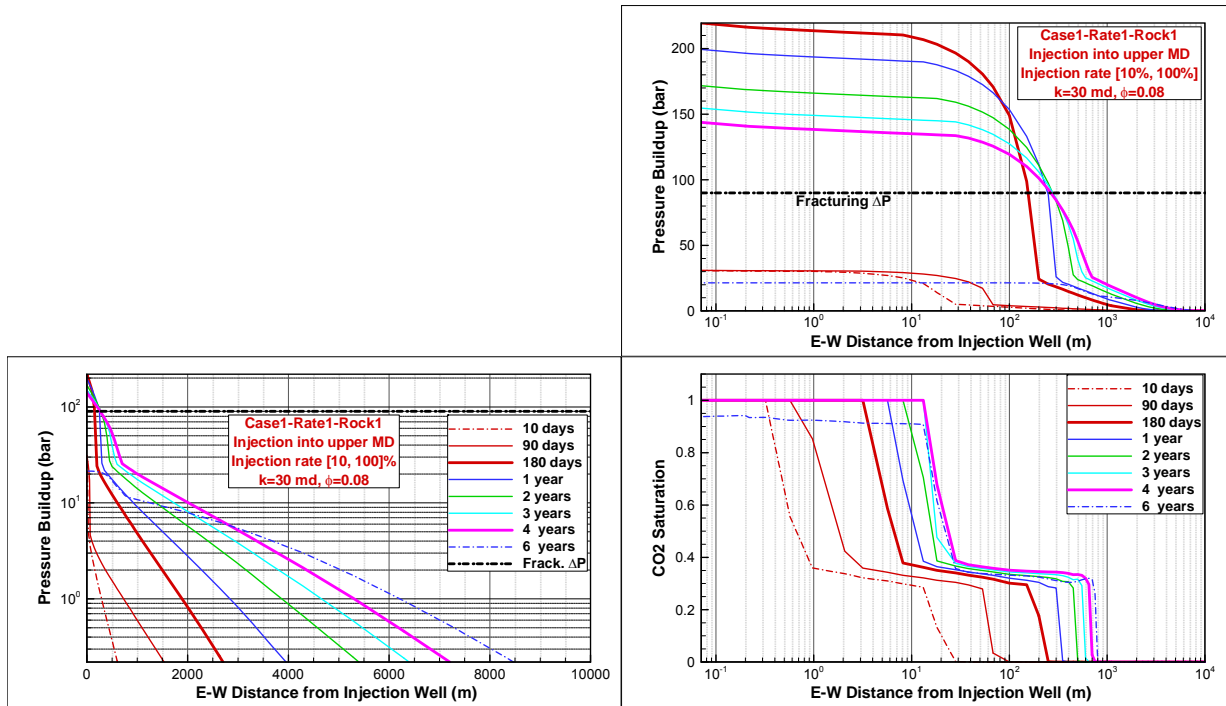 200
150
100
50
0
Pressure Buildup (bar)
Case1-Rate1-Rock1
Injection into upper MD
Injection rate [10%, 100%]
k=30 md, ϕ=0.08
Fracturing ΔP
10⁻¹ 10⁰ 10¹ 10² 10³ 10⁴
E-W Distance from Injection Well (m)
10²
10¹
10⁰
Pressure Buildup (bar)
Case1-Rate1-Rock1
Injection into upper MD
Injection rate [10, 100]%
k=30 md, ϕ=0.08
10 days
90 days
180 days
1 year
2 years
3 years
4 years
6 years
Frack. ΔP
0 2000 4000 6000 8000 10000
E-W Distance from Injection Well (m)
1
0.8
0.6
0.4
0.2
0
CO2 Saturation
10 days
90 days
180 days
1 year
2 years
3 years
4 years
6 years
10⁻¹ 10⁰ 10¹ 10² 10³ 10⁴
E-W Distance from Injection Well (m)